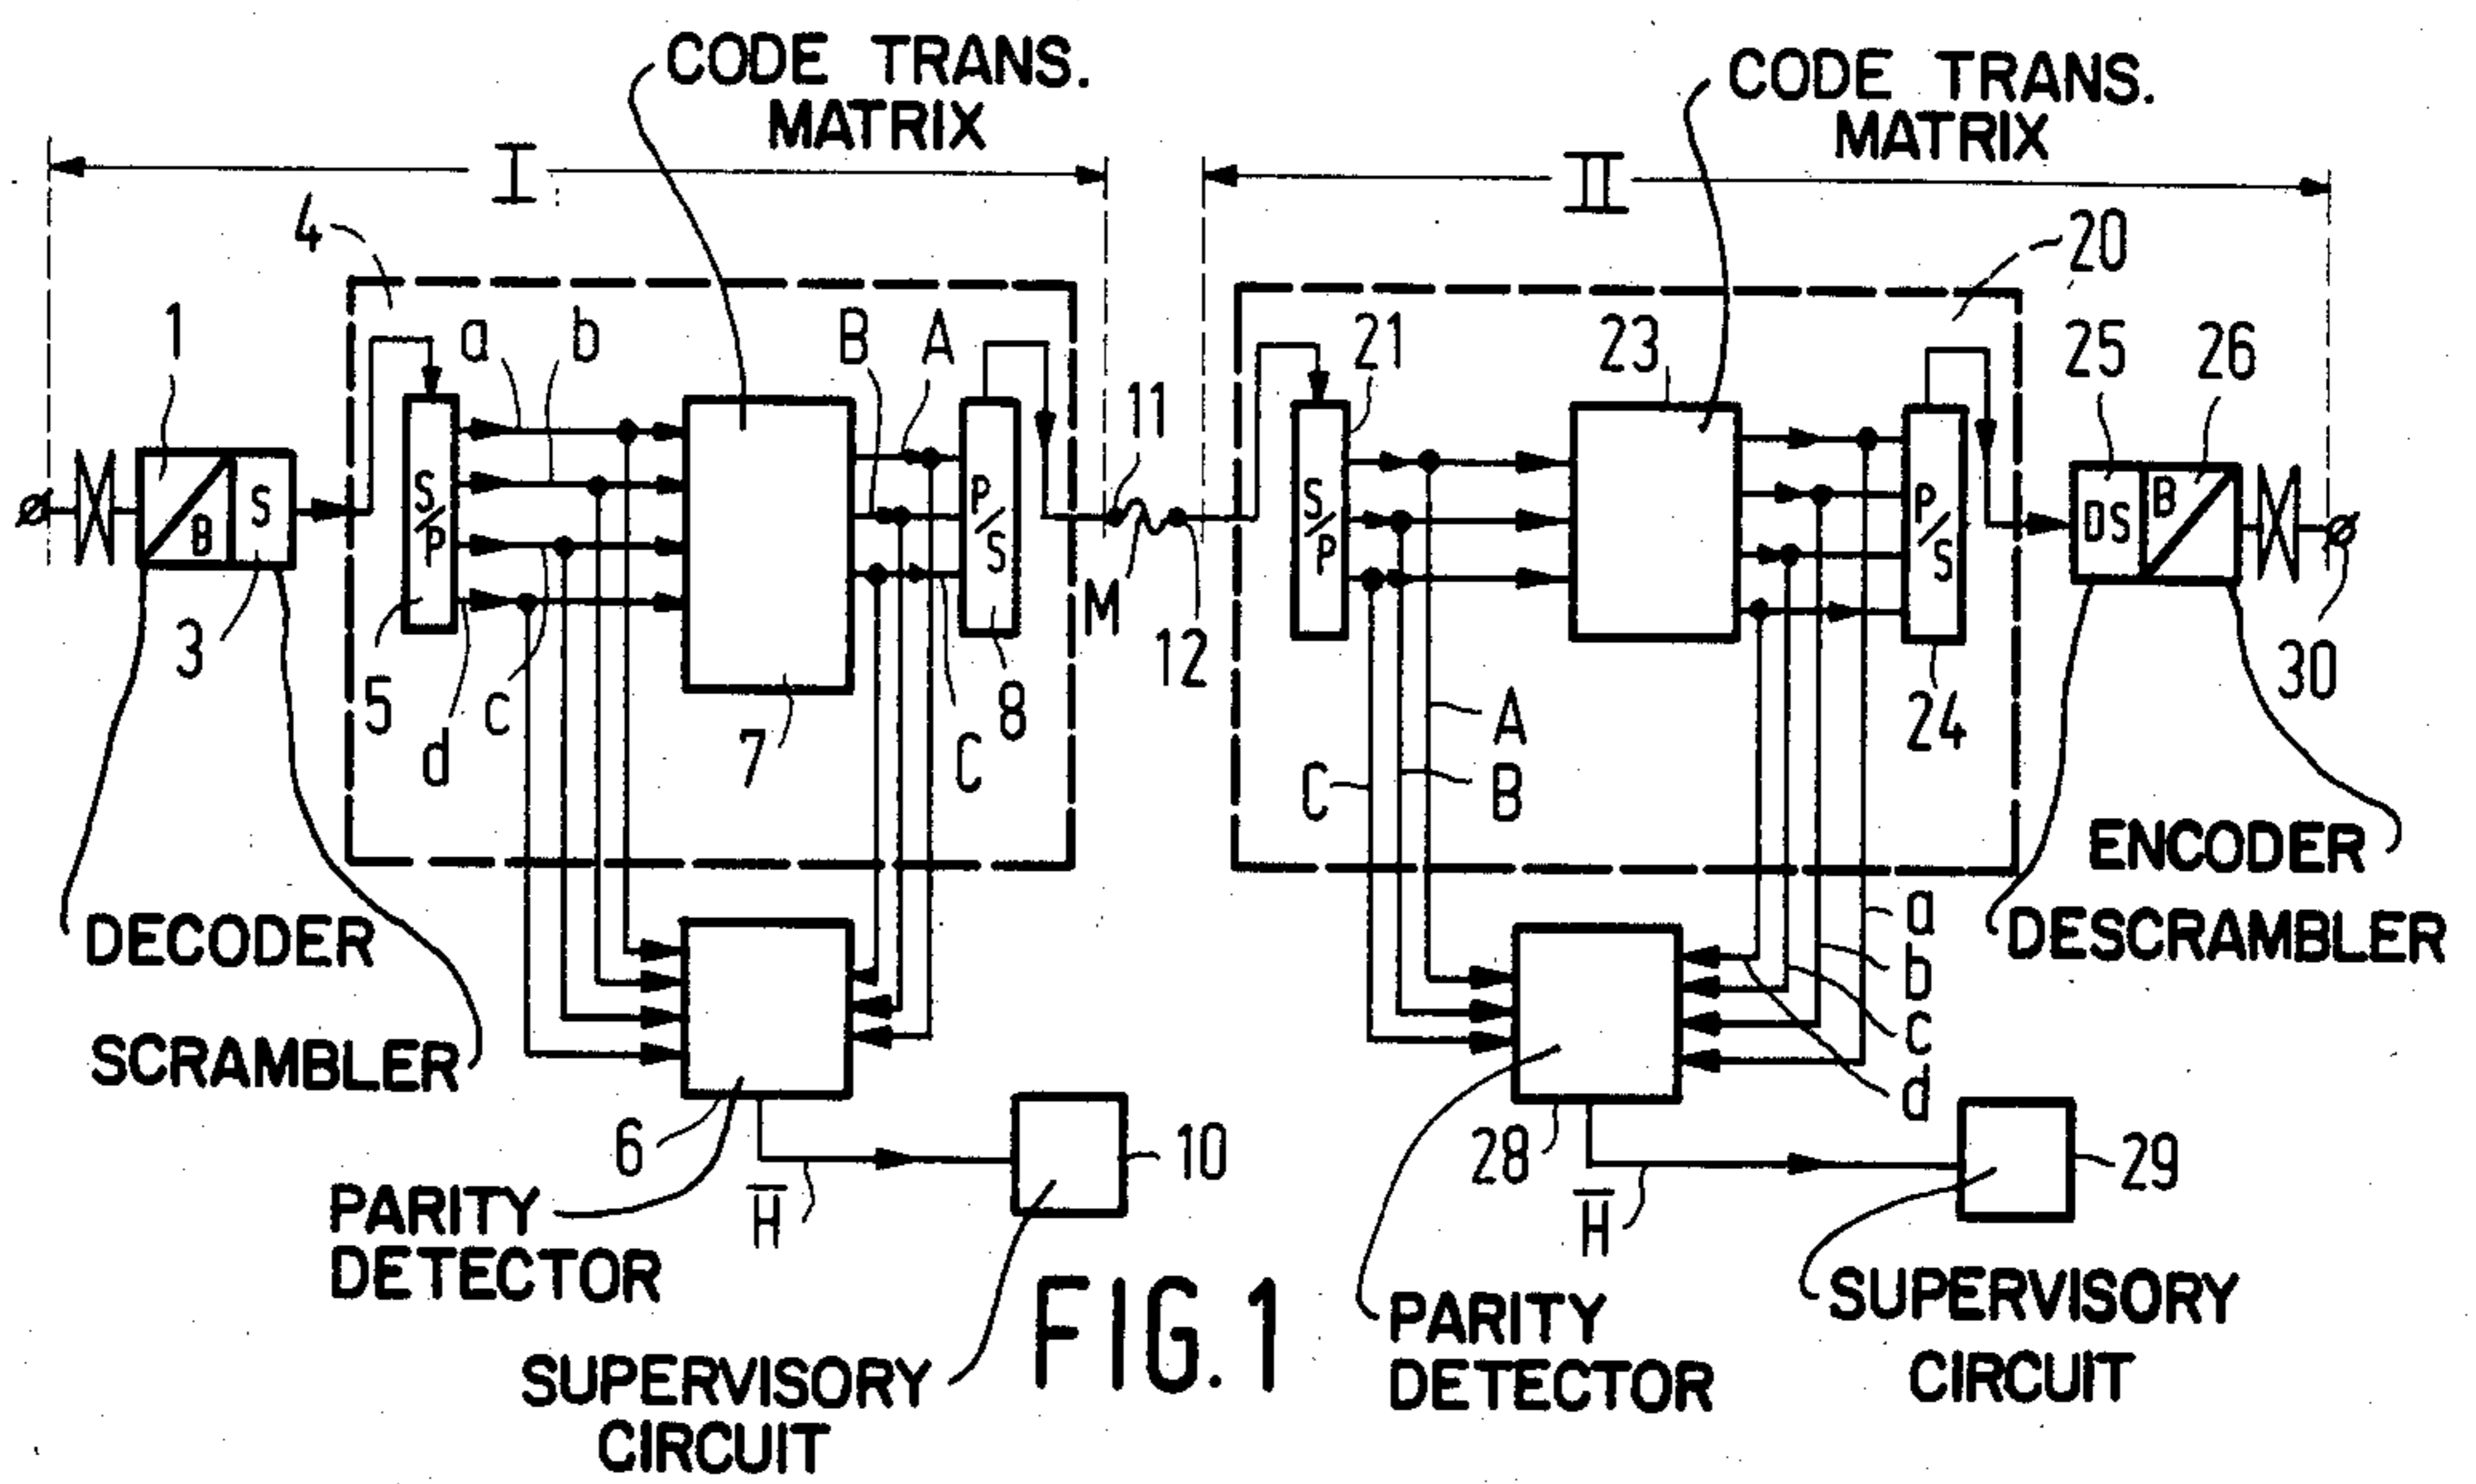 CODE TRANS.
MATRIX
CODE TRANS.
MATRIX
I
II
4
20
1
a
b
B
A
21
23
25
26
11
S/P
P/S
S/P
P/S
B
S
DS
B
3
5
d
c
7
C
8
M
12
A
C
B
24
30
ENCODER
DECODER
DESCRAMBLER
a
b
c
d
SCRAMBLER
6
10
28
29
H̅
H̅
PARITY
DETECTOR
SUPERVISORY
CIRCUIT
FIG. 1
PARITY
DETECTOR
SUPERVISORY
CIRCUIT